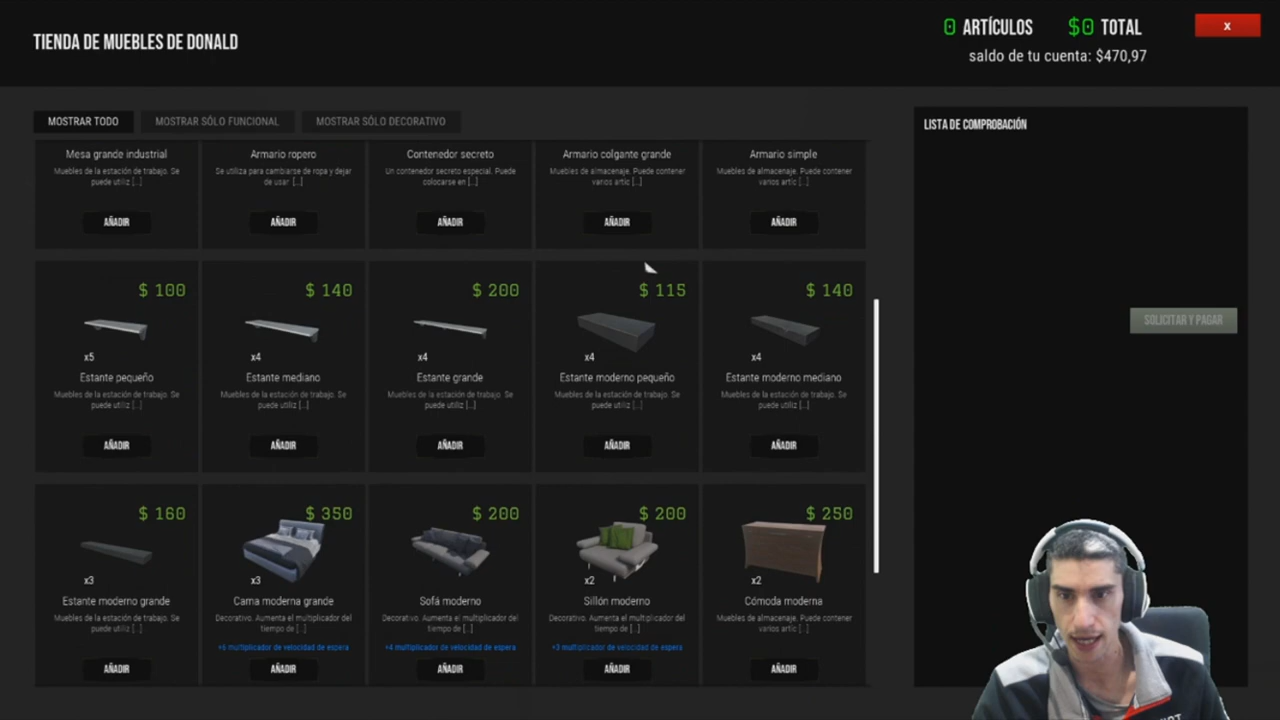 TIENDA DE MUEBLES DE DONALD
0 ARTÍCULOS $0 TOTAL
x
saldo de tu cuenta: $470,97
MOSTRAR TODO MOSTRAR SÓLO FUNCIONAL MOSTRAR SÓLO DECORATIVO
LISTA DE COMPROBACIÓN
Mesa grande industrial
Muebles de la estación de trabajo. Se
puede utiliz [...]
AÑADIR
Armario ropero
Se utiliza para cambiarse de ropa y dejar
de usar [...]
AÑADIR
Contenedor secreto
Un contenedor secreto especial. Puede
colocarse en [...]
AÑADIR
Armario colgante grande
Muebles de almacenaje. Puede contener
varios artíc [...]
AÑADIR
Armario simple
Muebles de almacenaje. Puede contener
varios artíc [...]
AÑADIR
$ 100
x5
Estante pequeño
Muebles de la estación de trabajo. Se
puede utiliz [...]
AÑADIR
$ 140
x4
Estante mediano
Muebles de la estación de trabajo. Se
puede utiliz [...]
AÑADIR
$ 200
x4
Estante grande
Muebles de la estación de trabajo. Se
puede utiliz [...]
AÑADIR
$ 115
x4
Estante moderno pequeño
Muebles de la estación de trabajo. Se
puede utiliz [...]
AÑADIR
$ 140
x4
Estante moderno mediano
Muebles de la estación de trabajo. Se
puede utiliz [...]
AÑADIR
SOLICITAR Y PAGAR
$ 160
x3
Estante moderno grande
Muebles de la estación de trabajo. Se
puede utiliz [...]
AÑADIR
$ 350
x3
Cama moderna grande
Decorativo. Aumenta el multiplicador del
tiempo de [...]
+6 multiplicador de velocidad de espera
AÑADIR
$ 200
Sofá moderno
Decorativo. Aumenta el multiplicador del
tiempo de [...]
+4 multiplicador de velocidad de espera
AÑADIR
$ 200
x2
Sillón moderno
Decorativo. Aumenta el multiplicador del
tiempo de [...]
+3 multiplicador de velocidad de espera
AÑADIR
$ 250
x2
Cómoda moderna
Muebles de almacenaje. Puede contener
varios artíc [...]
AÑADIR